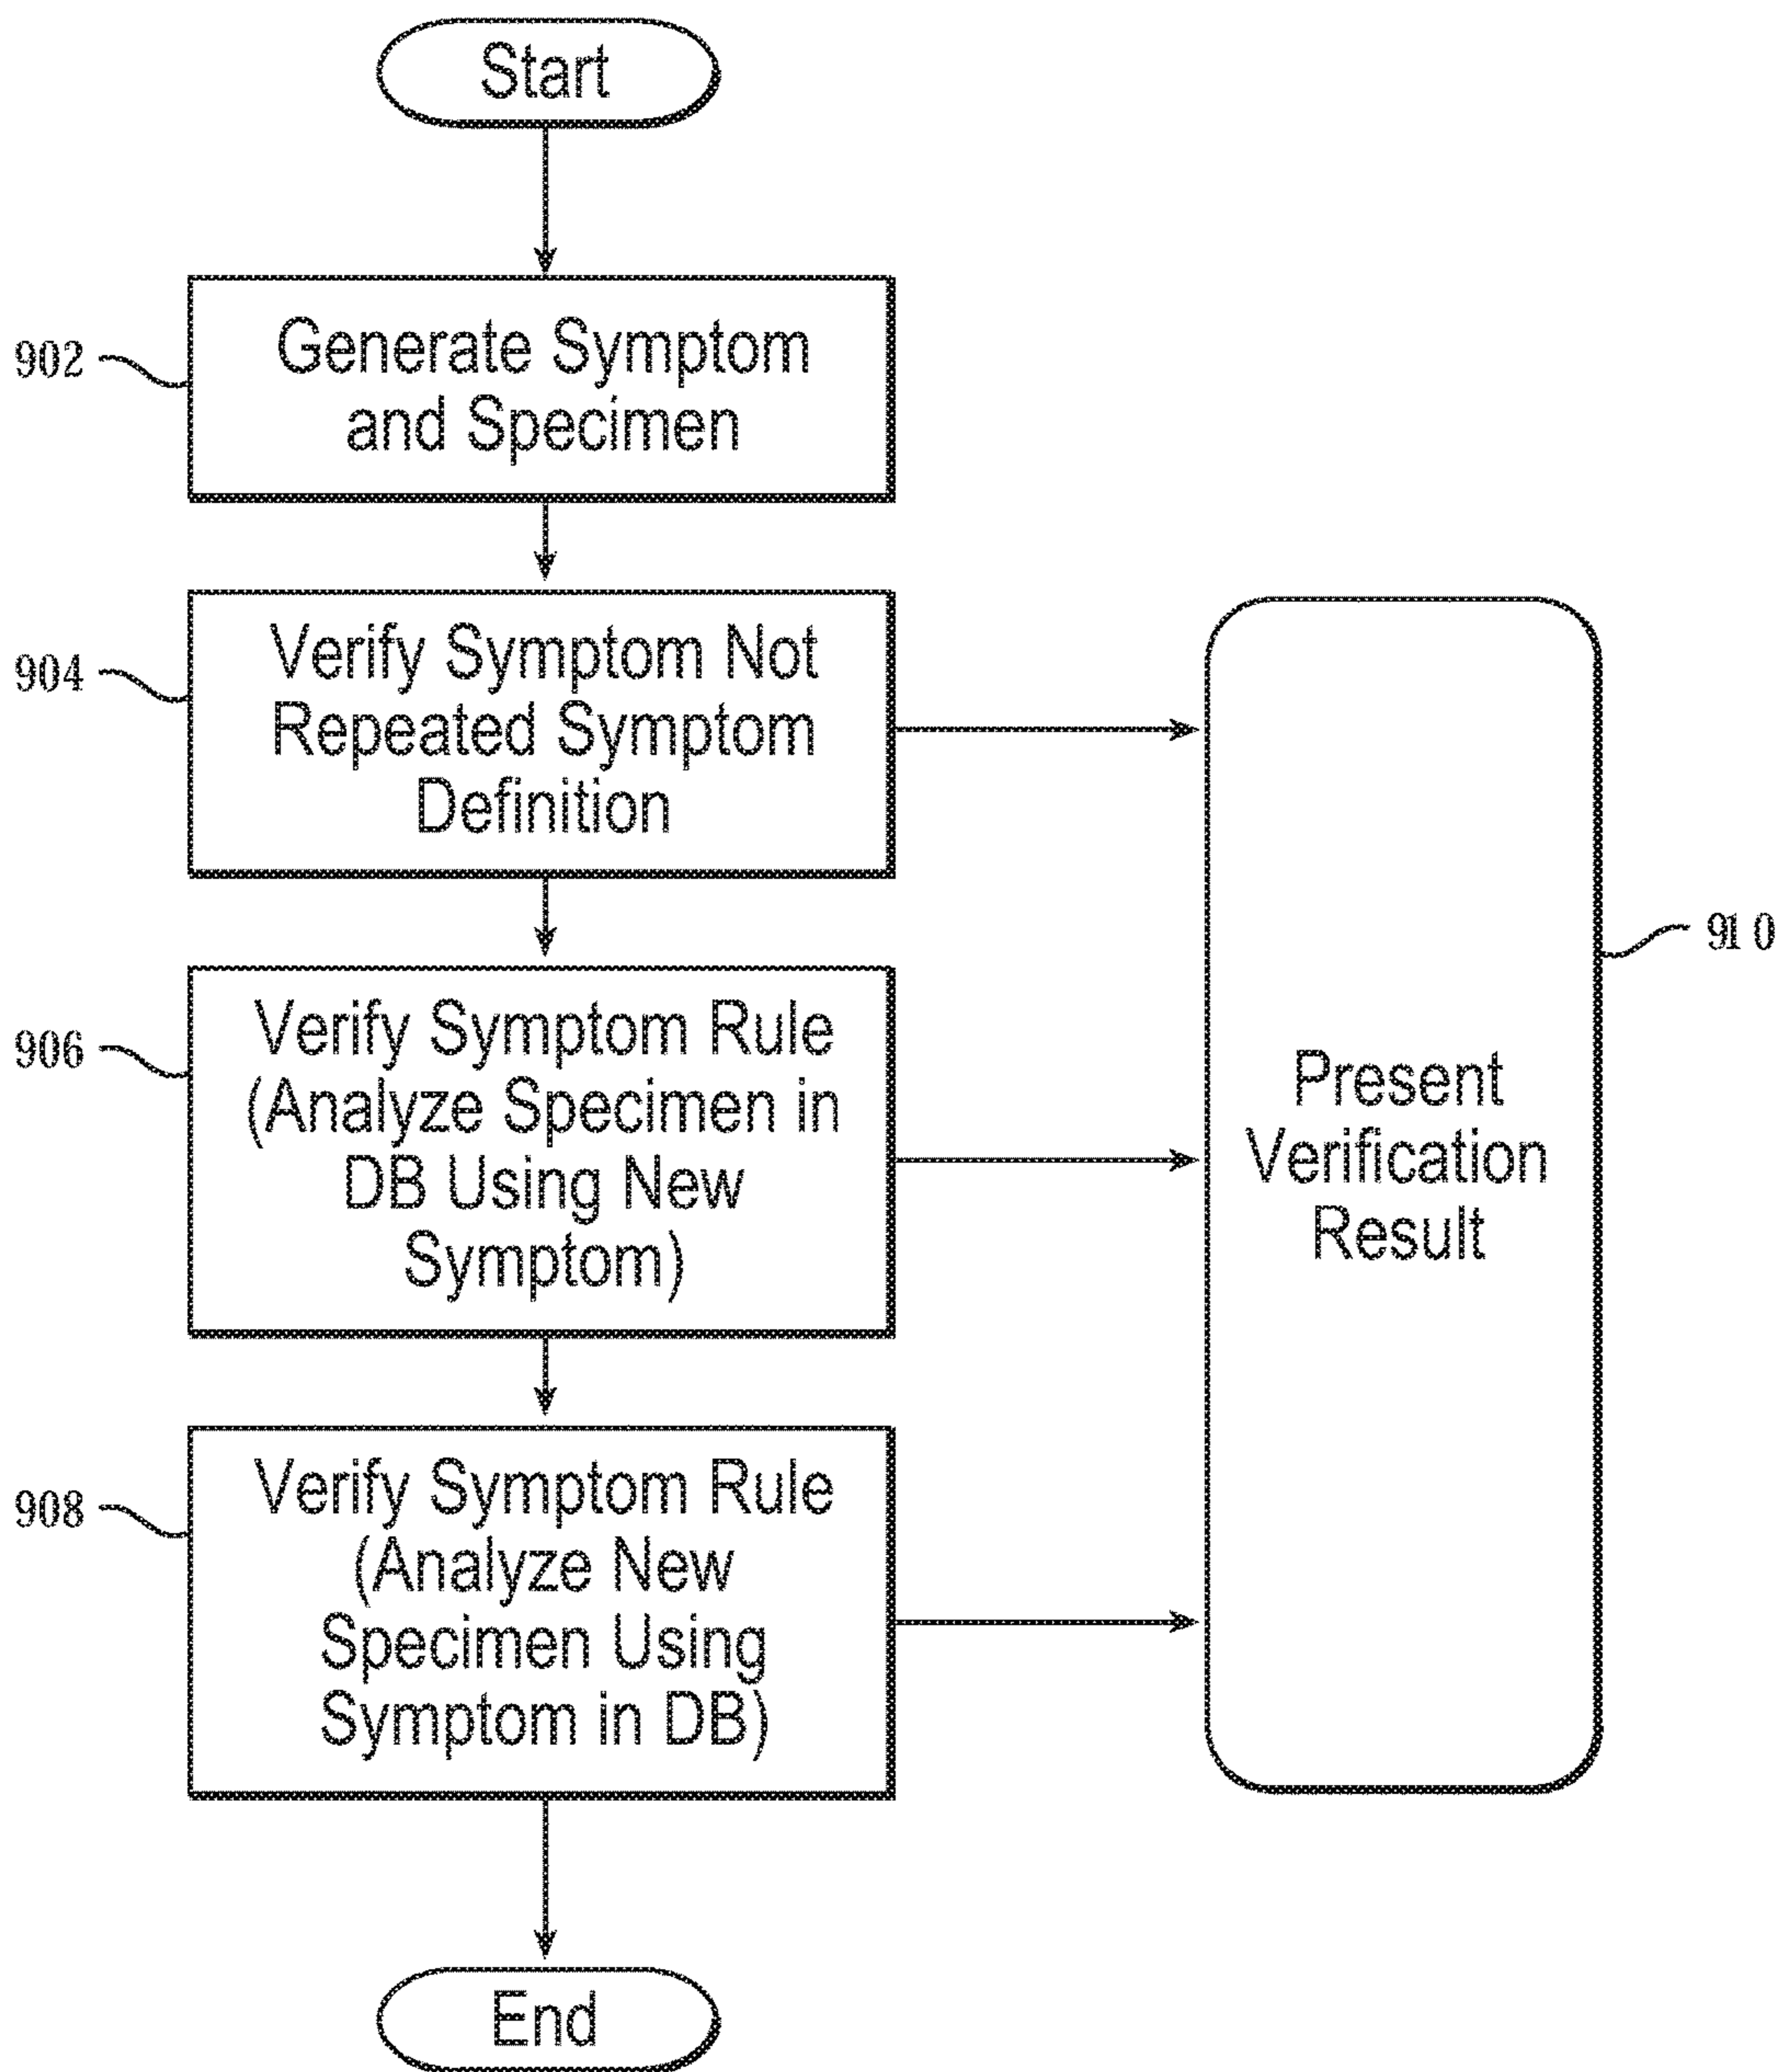 Start
902
Generate Symptom
and Specimen
904
Verify Symptom Not
Repeated Symptom
Definition
906
Verify Symptom Rule
(Analyze Specimen in
DB Using New
Symptom)
908
Verify Symptom Rule
(Analyze New
Specimen Using
Symptom in DB)
End
Present
Verification
Result
910